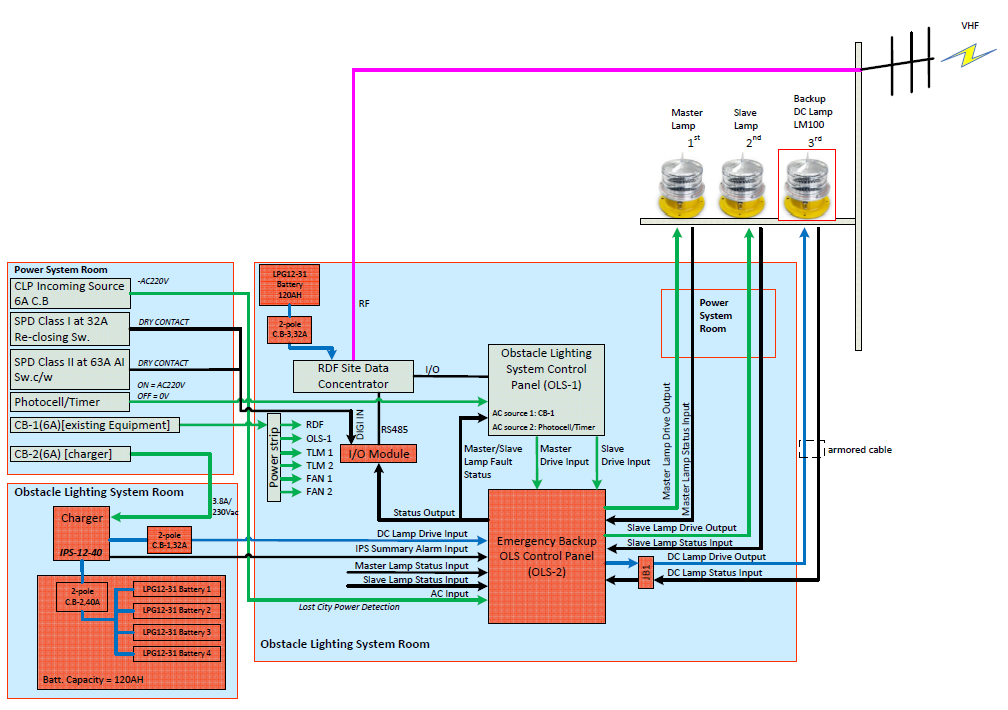 VHF
Master
Lamp
1st
Slave
Lamp
2nd
Backup
DC Lamp
LM100
3rd
Power System Room
CLP Incoming Source
6A C.B
-AC220V
SPD Class I at 32A
Re-closing Sw.
DRY CONTACT
SPD Class II at 63A AI
Sw.c/w
DRY CONTACT
ON = AC220V
OFF = 0V
Photocell/Timer
CB-1(6A)[existing Equipment]
CB-2(6A) [charger]
LPG12-31
Battery
120AH
2-pole
C.B-3,32A
RF
RDF Site Data
Concentrator
I/O
Obstacle Lighting
System Control
Panel (OLS-1)
AC source 1: CB-1
AC source 2: Photocell/Timer
Power
System
Room
DIGI IN
RS485
I/O Module
Power strip
RDF
OLS-1
TLM 1
TLM 2
FAN 1
FAN 2
Master/Slave
Lamp Fault
Status
Master
Drive Input
Slave
Drive Input
Master Lamp Drive Output
Master Lamp Status Input
armored cable
Obstacle Lighting System Room
3.8A/
230Vac
Charger
IPS-12-40
2-pole
C.B-1,32A
2-pole
C.B-2,40A
LPG12-31 Battery 1
LPG12-31 Battery 2
LPG12-31 Battery 3
LPG12-31 Battery 4
Batt. Capacity = 120AH
Status Output
DC Lamp Drive Input
IPS Summary Alarm Input
Master Lamp Status Input
Slave Lamp Status Input
AC Input
Lost City Power Detection
Emergency Backup
OLS Control Panel
(OLS-2)
Slave Lamp Drive Output
Slave Lamp Status Input
DC Lamp Drive Output
JB1
DC Lamp Status Input
Obstacle Lighting System Room